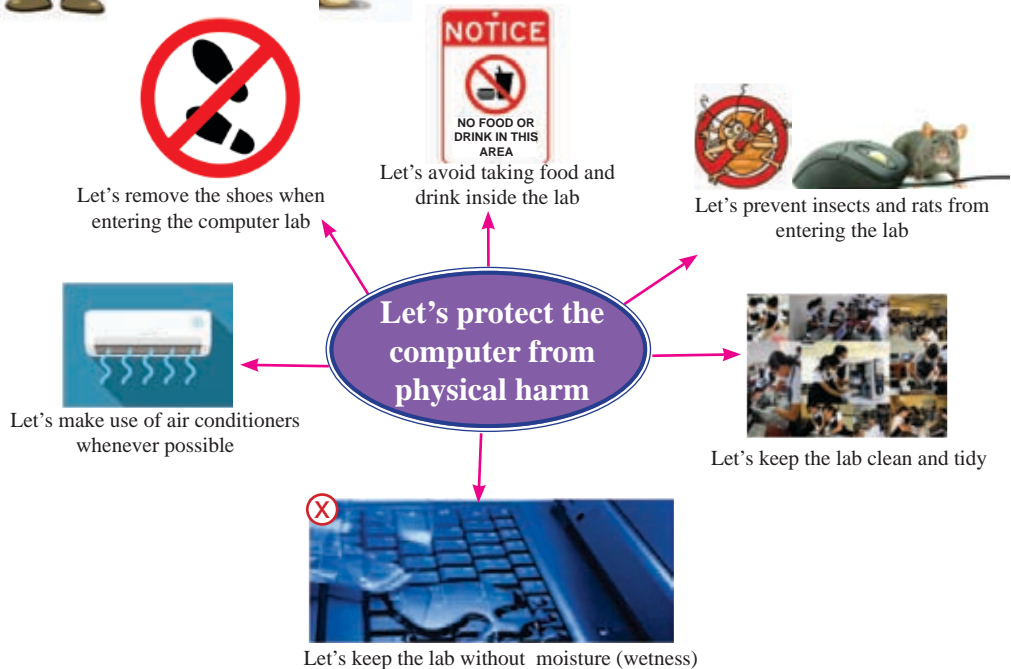 NOTICE
NO FOOD OR
DRINK IN THIS
AREA
Let’s remove the shoes when
entering the computer lab
Let’s avoid taking food and
drink inside the lab
Let’s prevent insects and rats from
entering the lab
Let’s protect the
computer from
physical harm
Let’s make use of air conditioners
whenever possible
Let’s keep the lab clean and tidy
X
Let’s keep the lab without moisture (wetness)